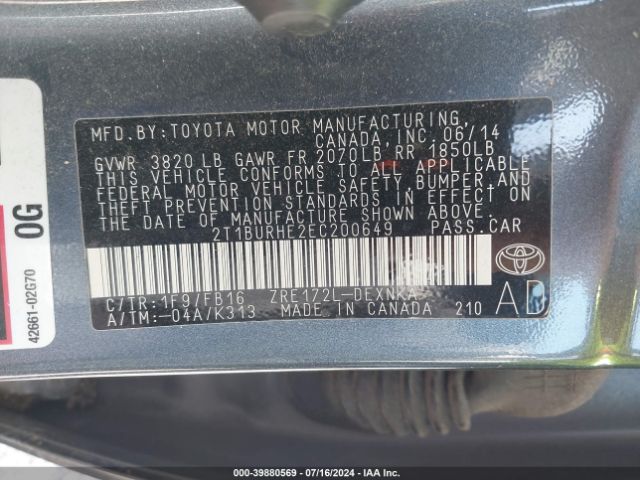 MFD.BY:TOYOTA MOTOR MANUFACTURING,
CANADA, INC. 06/14
GVWR 3820 LB GAWR FR 2070LB RR 1850LB
THIS VEHICLE CONFORMS TO ALL APPLICABLE
FEDERAL MOTOR VEHICLE SAFETY, BUMPER, AND
THEFT PREVENTION STANDARDS IN EFFECT ON
THE DATE OF MANUFACTURE SHOWN ABOVE.
2T1BURHE2EC200649 PASS.CAR
C/TR:1F9/FB16 ZRE172L-DEXNKA
A/TM:-04A/K313 MADE IN CANADA 210
AD
0G
42661-02G70
000-39880569 / 07/16/2024 / IAA Inc.